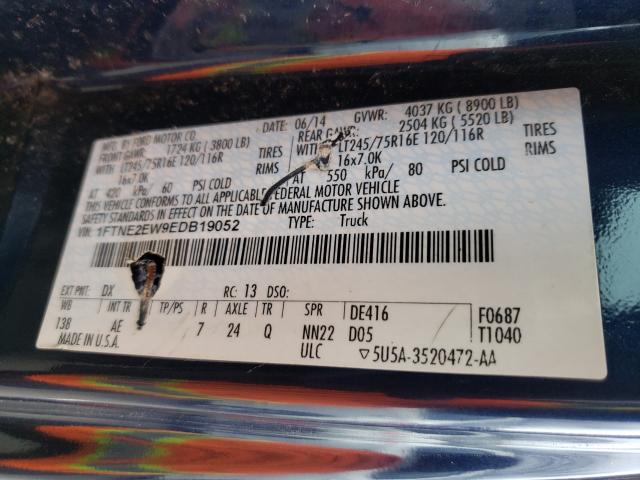 MFD. BY FORD MOTOR CO. DATE: 06/14 GVWR: 4037 KG ( 8900 LB)
FRONT GAWR: 1724 KG ( 3800 LB) REAR GAWR: 2504 KG ( 5520 LB)
WITH LT245/75R16E 120/116R TIRES WITH LT245/75R16E 120/116R TIRES
16x7.0K RIMS 16x7.0K RIMS
AT 420 kPa/ 60 PSI COLD AT 550 kPa/ 80 PSI COLD
CONFORMS TO ALL APPLICABLE FEDERAL MOTOR VEHICLE
IN EFFECT ON THE DATE OF MANUFACTURE SHOWN ABOVE
VIN: 1FTNE2EW9EDB19052 TYPE: Truck
EXT PNT: DX RC: 13 DSO:
WB INT TR TP/PS R AXLE TR SPR DE416 F0687
138 AE 7 24 Q NN22 D05 T1040
MADE IN U.S.A. ULC ▽5U5A-3520472-AA